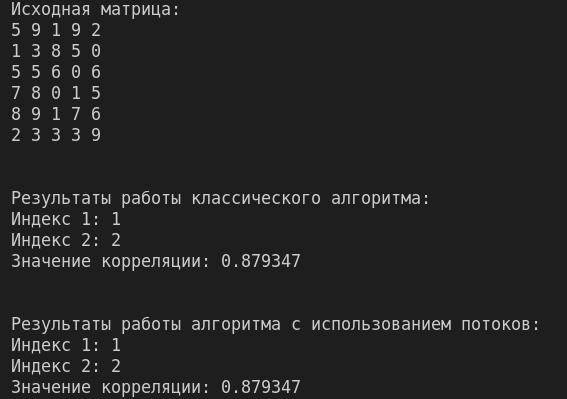 Исходная матрица:
5 9 1 9 2
1 3 8 5 0
5 5 6 0 6
7 8 0 1 5
8 9 1 7 6
2 3 3 3 9
Результаты работы классического алгоритма:
Индекс 1: 1
Индекс 2: 2
Значение корреляции: 0.879347
Результаты работы алгоритма с использованием потоков:
Индекс 1: 1
Индекс 2: 2
Значение корреляции: 0.879347